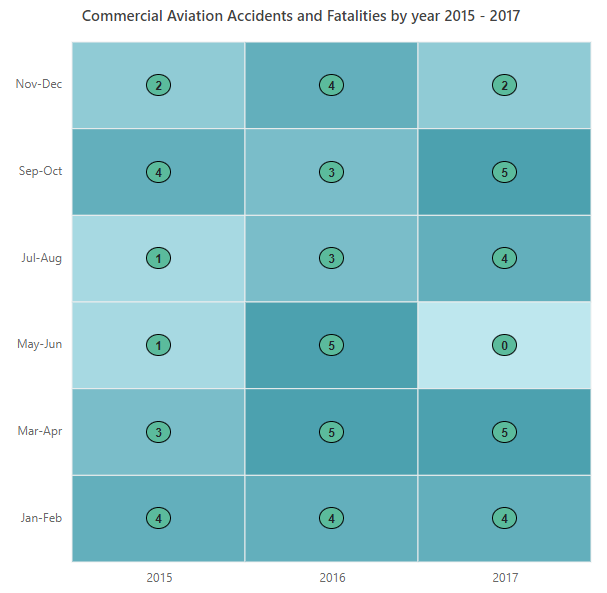 Commercial Aviation Accidents and Fatalities by year 2015 - 2017
Nov-Dec 2 4 2
Sep-Oct 4 3 5
Jul-Aug 1 3 4
May-Jun 1 5 0
Mar-Apr 3 5 5
Jan-Feb 4 4 4
2015 2016 2017